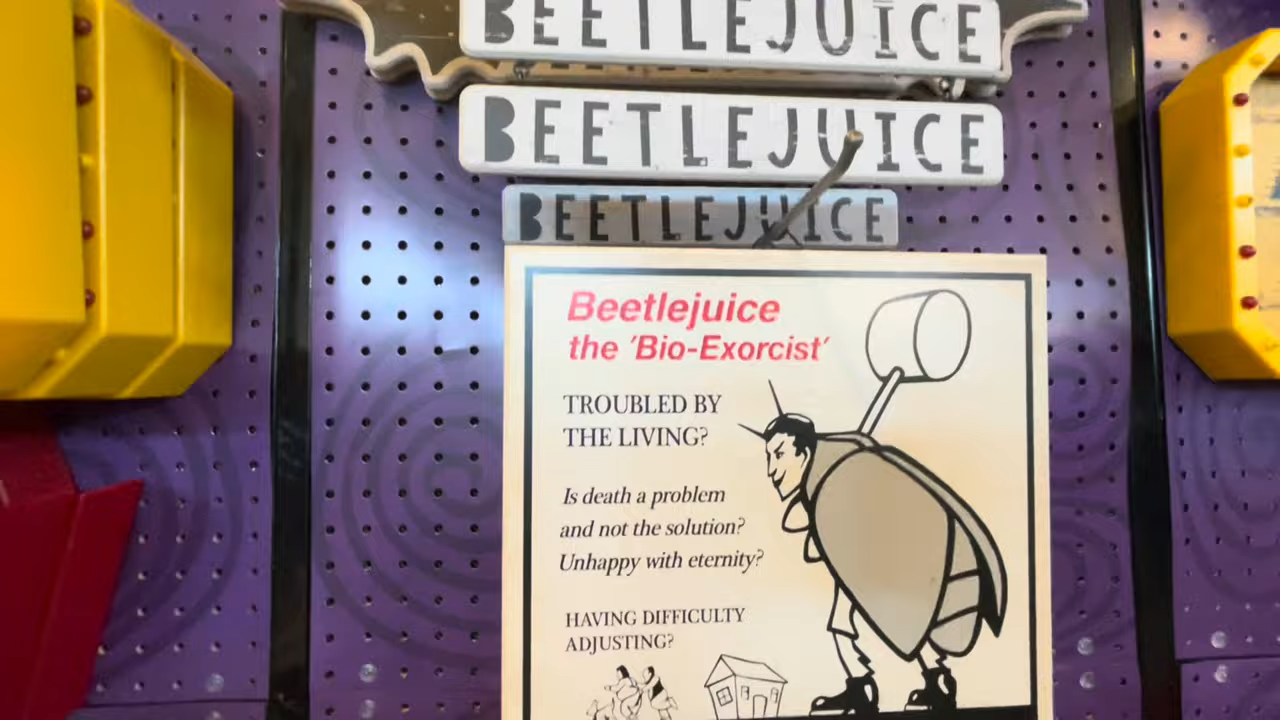 BEETLEJUICE
BEETLEJUICE
BEETLEJUICE
Beetlejuice
the 'Bio-Exorcist'
TROUBLED BY
THE LIVING?
Is death a problem
and not the solution?
Unhappy with eternity?
HAVING DIFFICULTY
ADJUSTING?